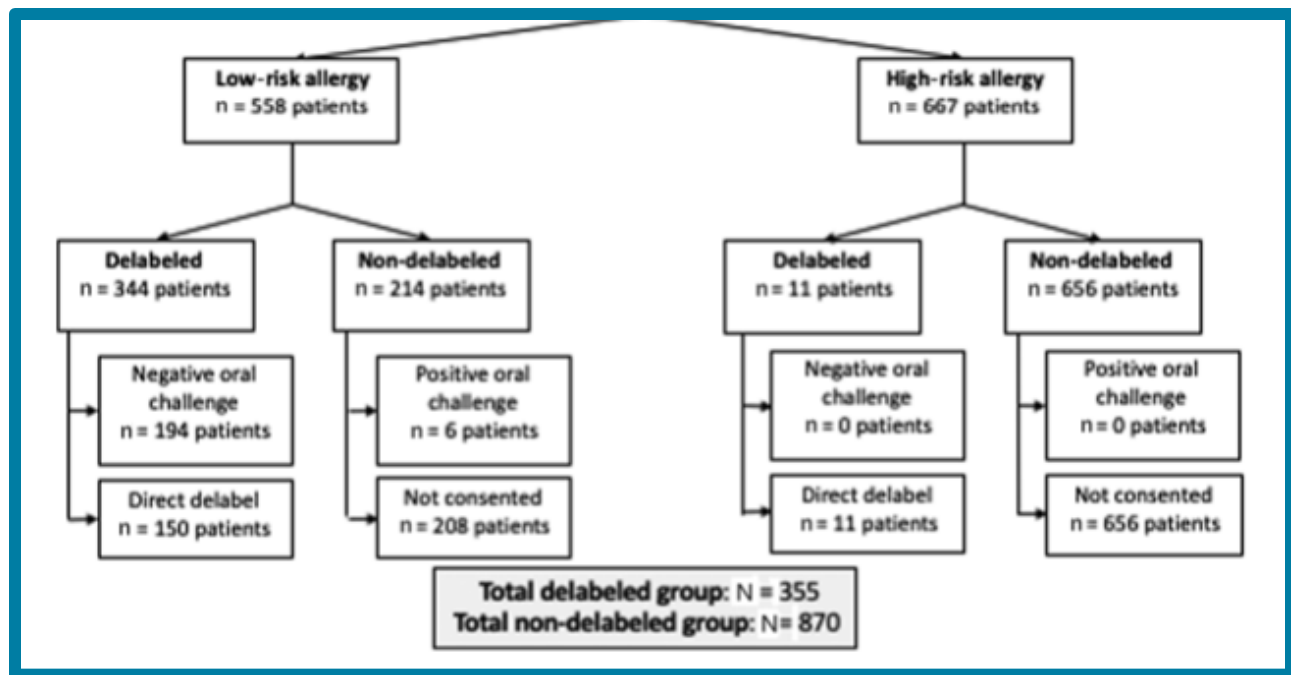 Low-risk allergy
n = 558 patients
High-risk allergy
n = 667 patients
Delabeled
n = 344 patients
Non-delabeled
n = 214 patients
Delabeled
n = 11 patients
Non-delabeled
n = 656 patients
Negative oral
challenge
n = 194 patients
Positive oral
challenge
n = 6 patients
Negative oral
challenge
n = 0 patients
Positive oral
challenge
n = 0 patients
Direct delabel
n = 150 patients
Not consented
n = 208 patients
Direct delabel
n = 11 patients
Not consented
n = 656 patients
Total delabeled group: N = 355
Total non-delabeled group: N= 870